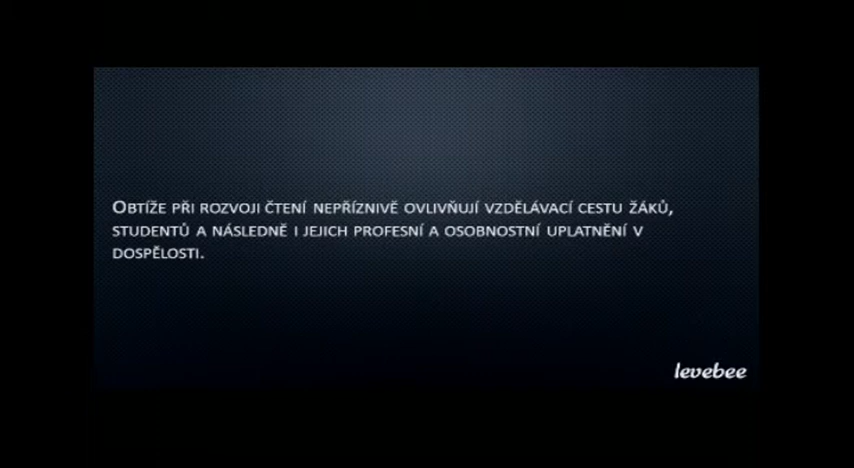 Obtíže při rozvoji čtení nepříznivě ovlivňují vzdělávací cestu žáků,
studentů a následně i jejich profesní a osobnostní uplatnění v
dospělosti.
levebee